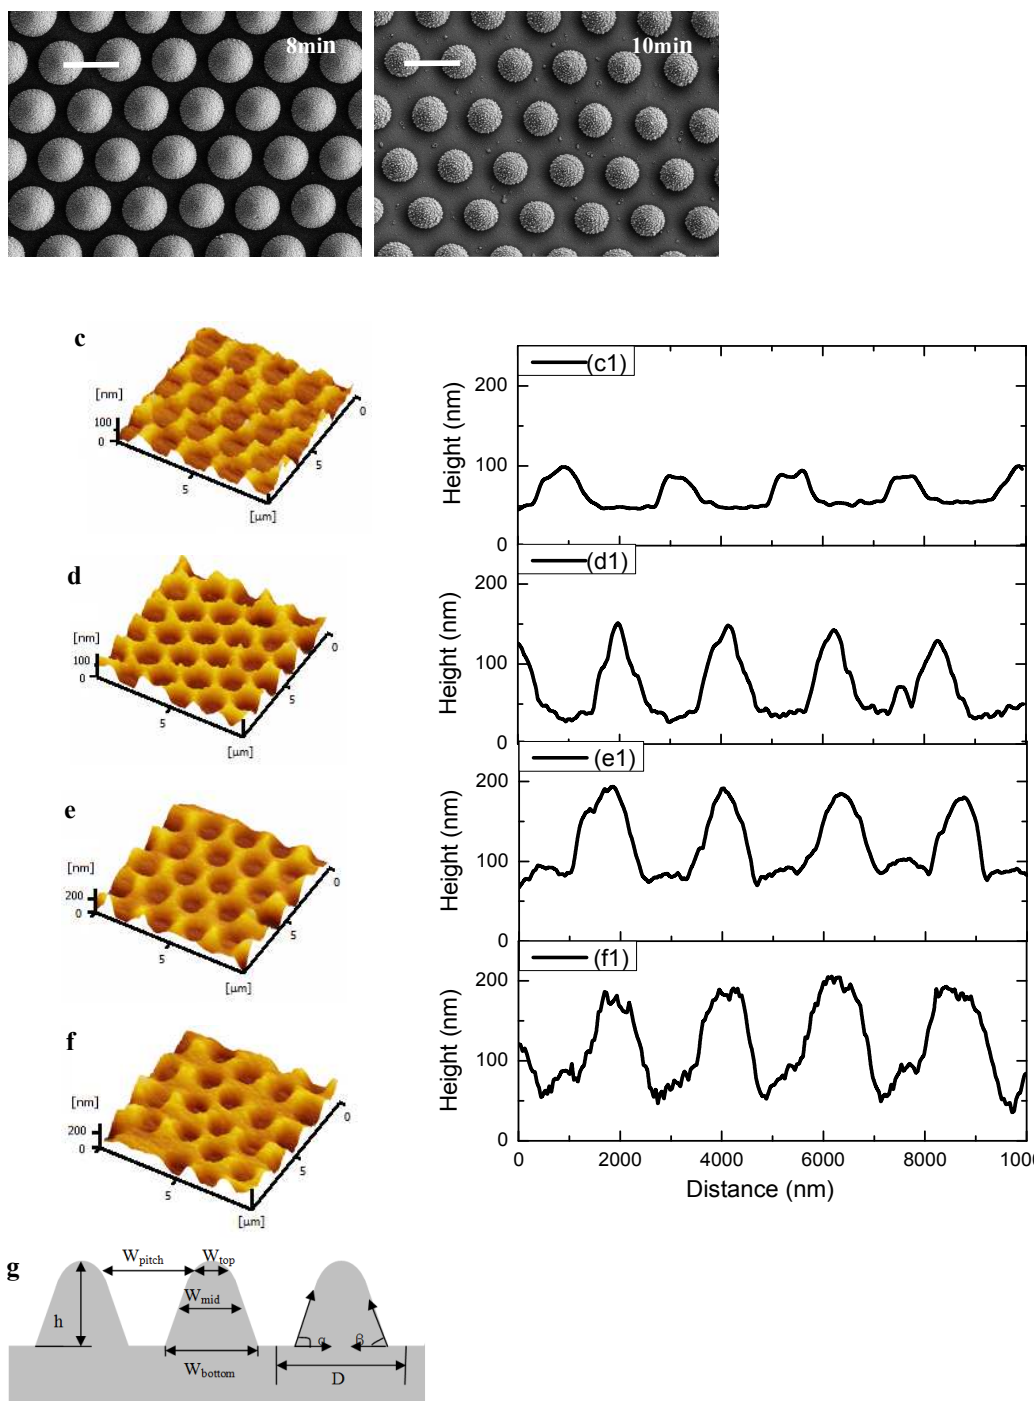 8min
10min
c
[nm]
100
0
5
[µm]
5
0
(c1)
Height (nm)
200
100
0
d
[nm]
100
0
5
[µm]
5
0
(d1)
Height (nm)
200
100
0
e
[nm]
200
0
5
[µm]
5
0
(e1)
Height (nm)
200
100
0
f
[nm]
200
0
5
[µm]
5
0
(f1)
Height (nm)
200
100
0
0 2000 4000 6000 8000 100
Distance (nm)
g
Wpitch
Wtop
Wmid
h
α
β
Wbottom
D